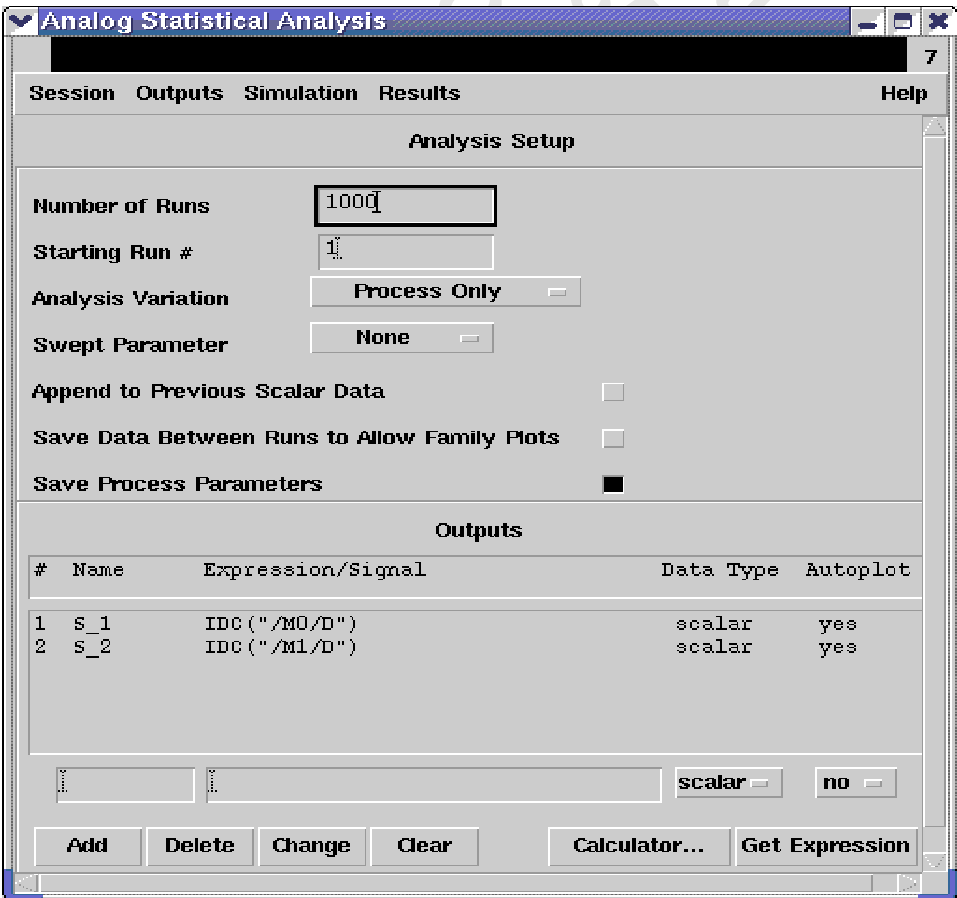 Analog Statistical Analysis
7
Session Outputs Simulation Results Help
Analysis Setup
Number of Runs 1000
Starting Run # 1
Analysis Variation Process Only
Swept Parameter None
Append to Previous Scalar Data
Save Data Between Runs to Allow Family Plots
Save Process Parameters
Outputs
# Name Expression/Signal Data Type Autoplot
1 S_1 IDC("/M0/D") scalar yes
2 S_2 IDC("/M1/D") scalar yes
scalar no
Add Delete Change Clear Calculator... Get Expression